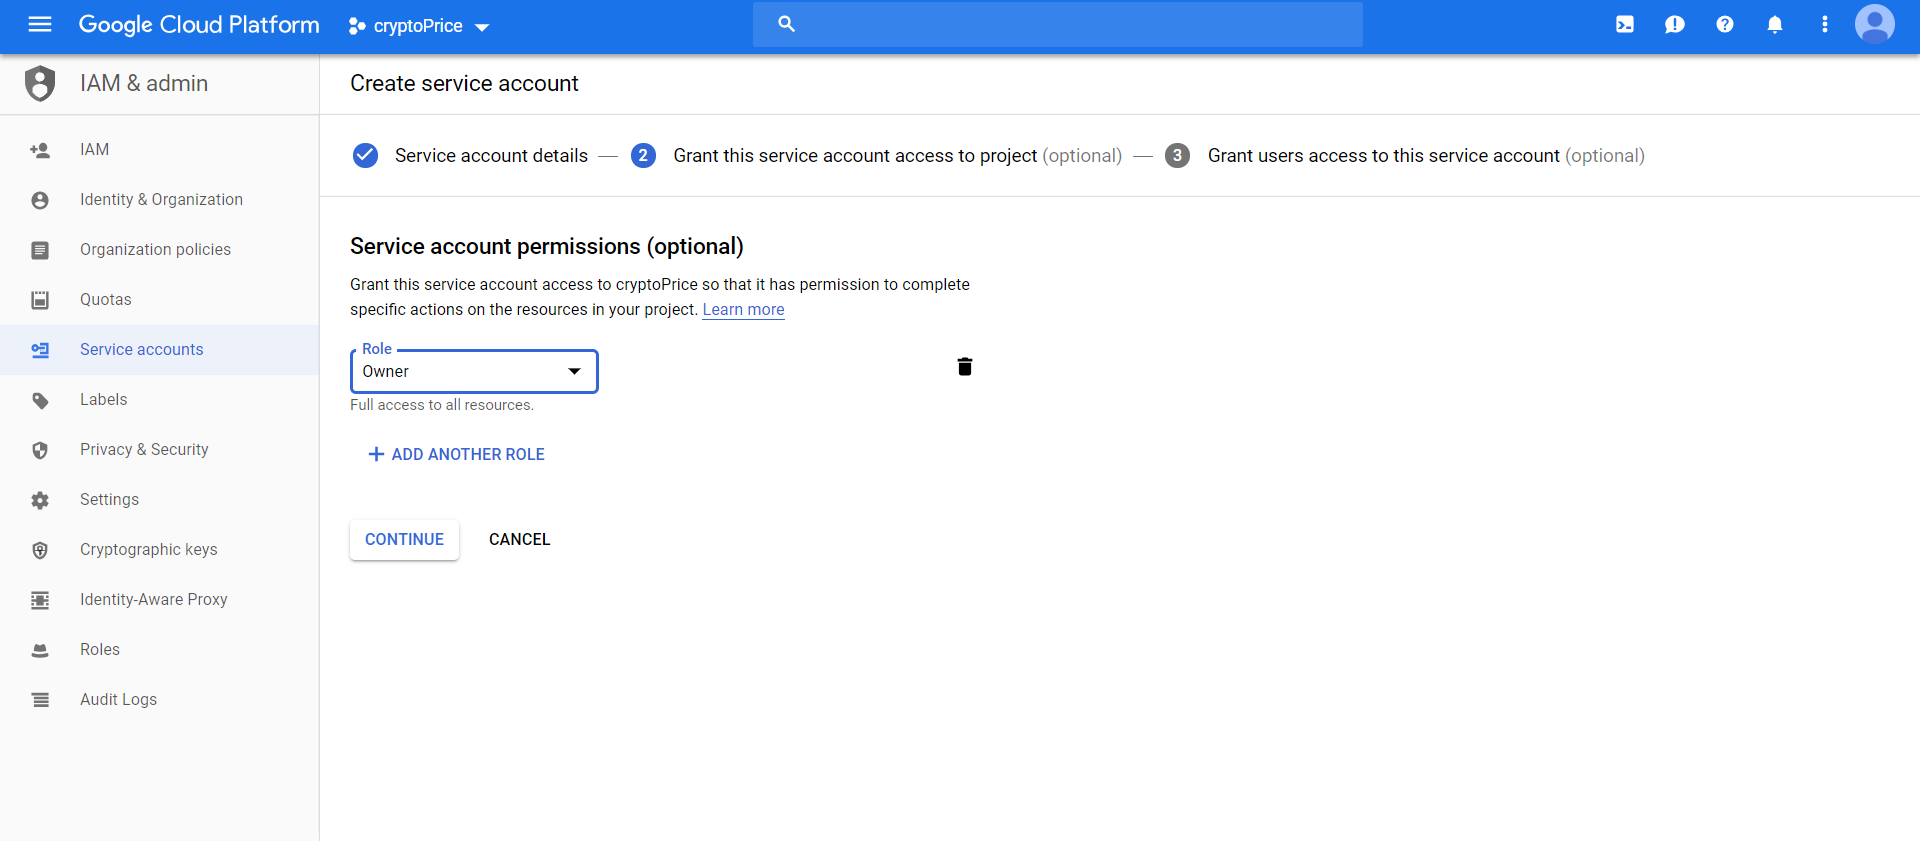 Google Cloud Platform
cryptoPrice
IAM & admin
Create service account
IAM
Identity & Organization
Organization policies
Quotas
Service accounts
Labels
Privacy & Security
Settings
Cryptographic keys
Identity-Aware Proxy
Roles
Audit Logs
Service account details — 2 Grant this service account access to project (optional) — 3 Grant users access to this service account (optional)
Service account permissions (optional)
Grant this service account access to cryptoPrice so that it has permission to complete
specific actions on the resources in your project. Learn more
Role
Owner
Full access to all resources.
+ ADD ANOTHER ROLE
CONTINUE CANCEL